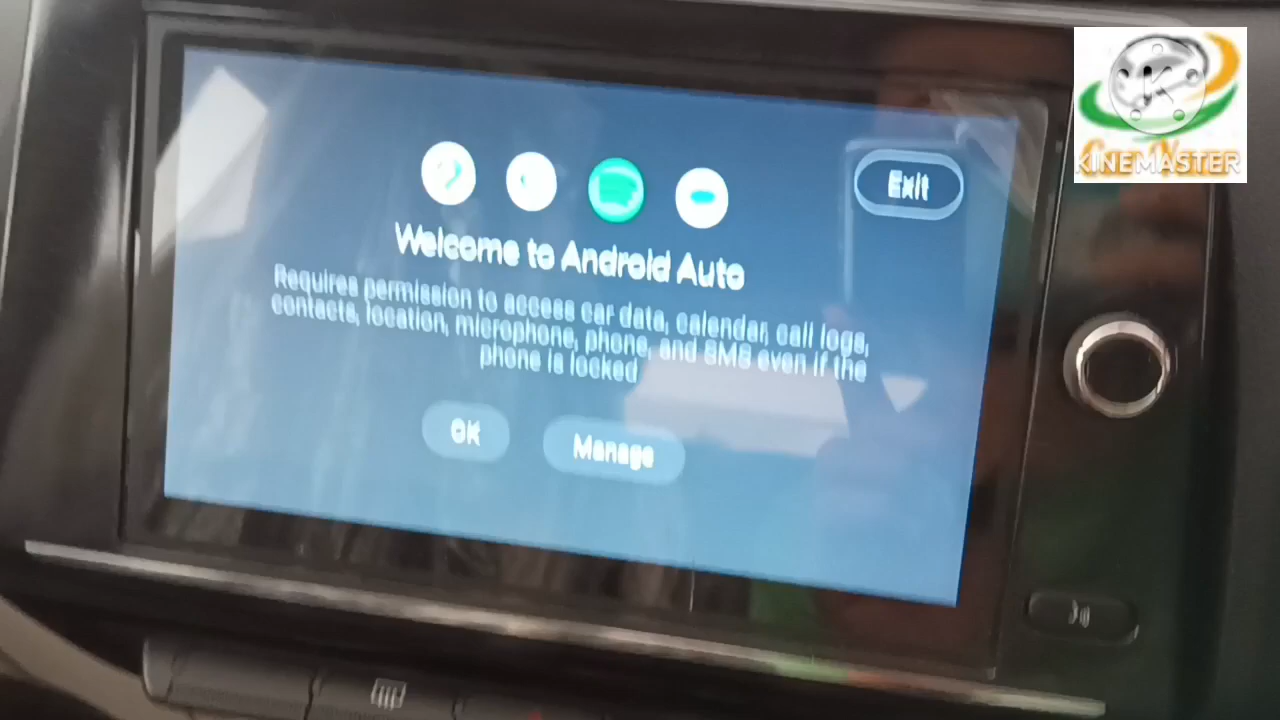 Exit
Welcome to Android Auto
Requires permission to access car data, calendar, call logs,
contacts, location, microphone, phone, and SMS even if the
phone is locked
OK
Manage
KINEMASTER